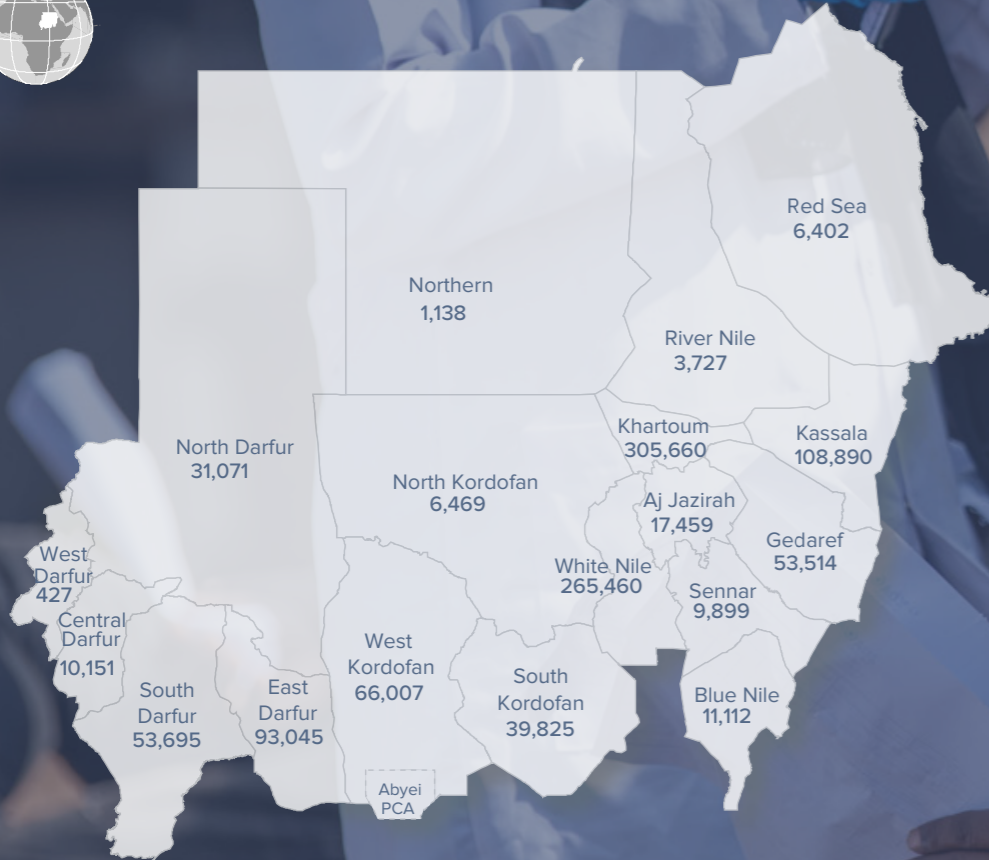 Red Sea
6,402
Northern
1,138
River Nile
3,727
Khartoum
305,660
Kassala
108,890
North Darfur
31,071
North Kordofan
6,469
Aj Jazirah
17,459
Gedaref
53,514
West
Darfur
427
White Nile
265,460
Sennar
9,899
Central
Darfur
10,151
West
Kordofan
66,007
South
Kordofan
39,825
Blue Nile
11,112
South
Darfur
53,695
East
Darfur
93,045
Abyei
PCA